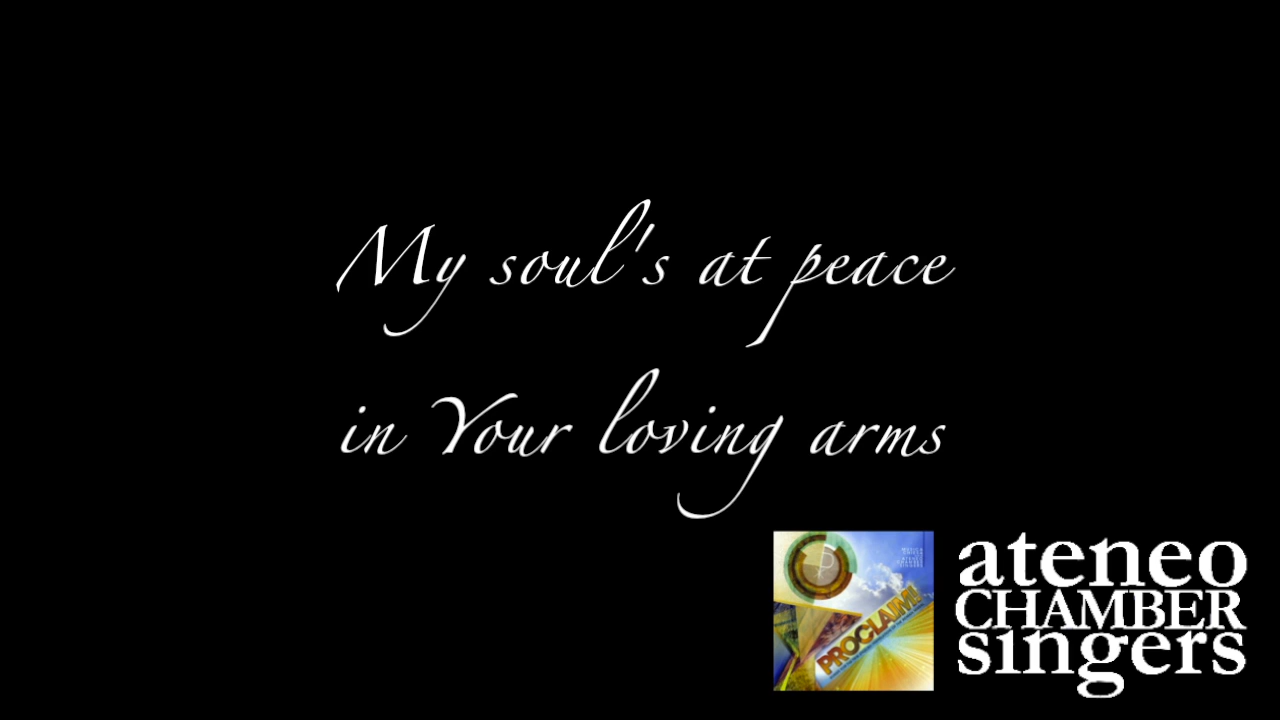 My soul's at peace
in Your loving arms
PROCLAIM!
ateneo
CHAMBER
singers